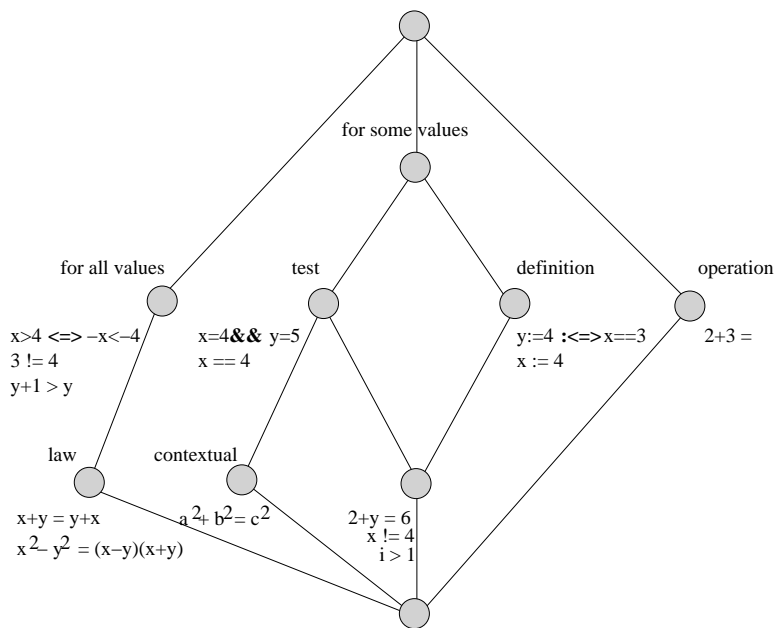 for some values
for all values
test
definition
operation
x>4 <=> −x<−4
3 != 4
y+1 > y
x=4&& y=5
x == 4
y:=4 :<=>x==3
x := 4
2+3 =
law
contextual
x+y = y+x
x²− y² = (x−y)(x+y)
a²+ b²= c²
2+y = 6
x != 4
i > 1